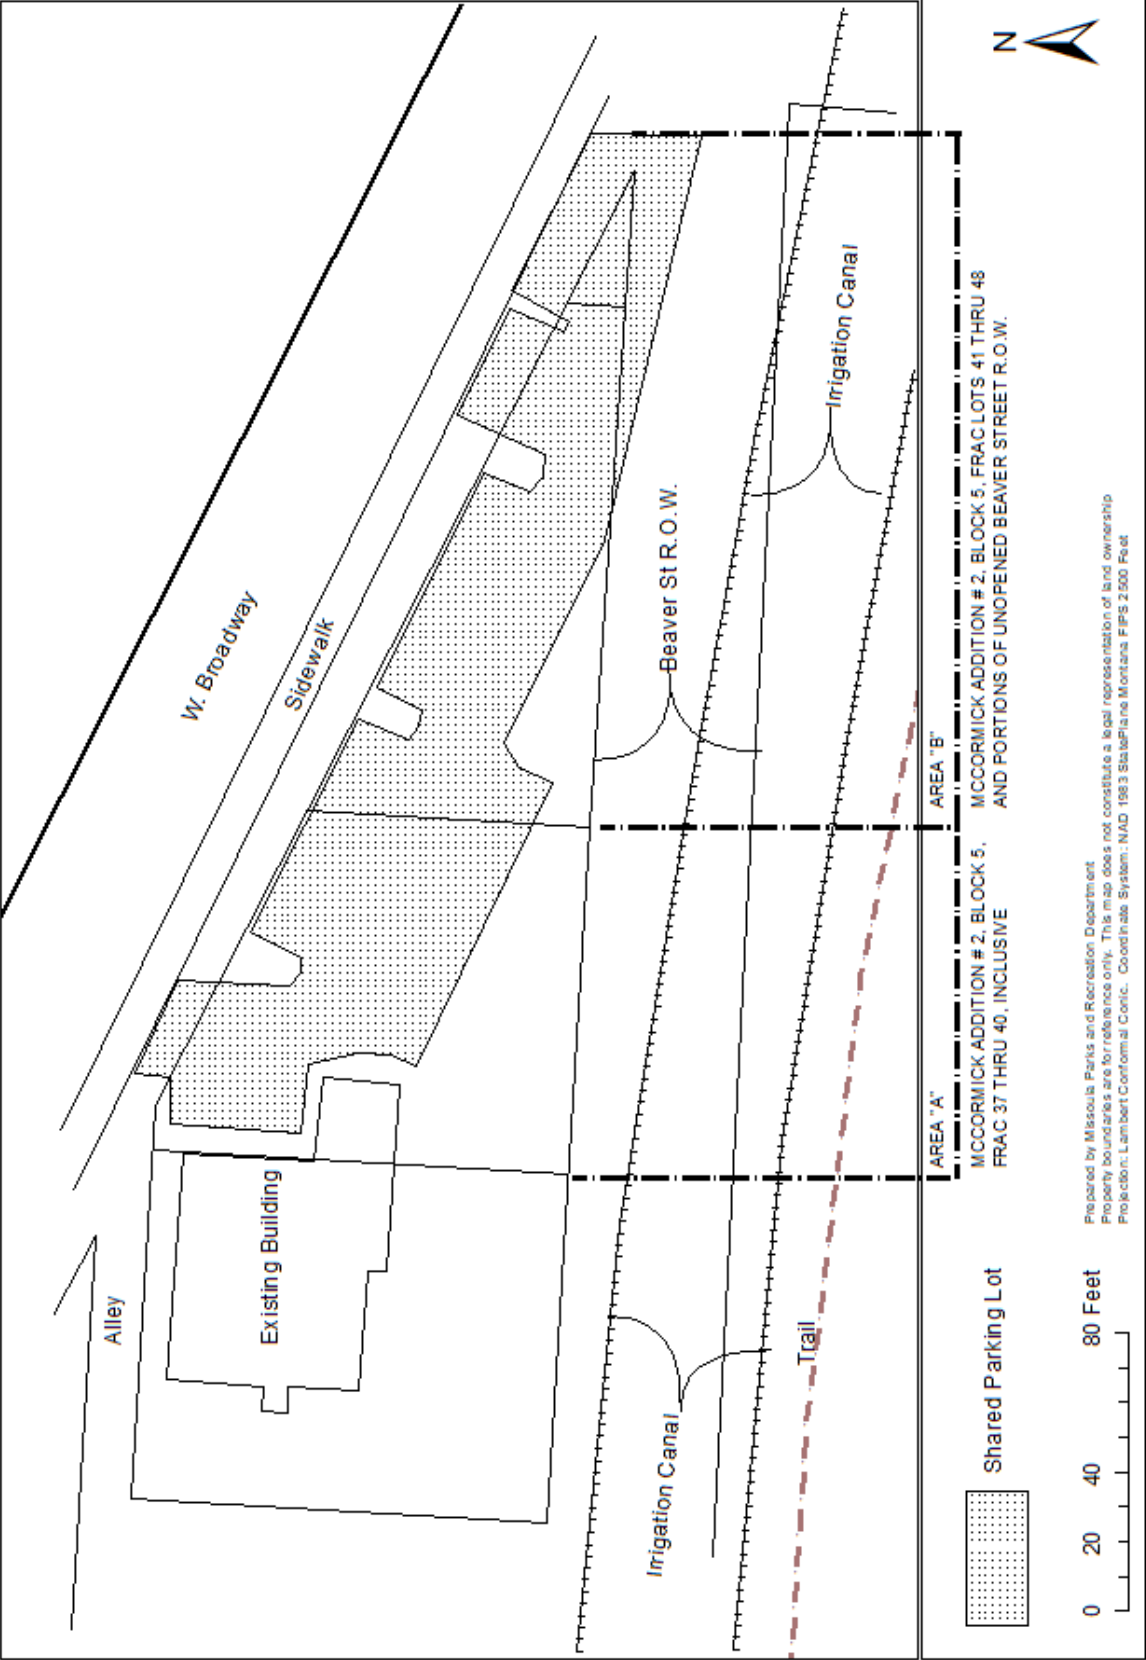 W. Broadway
Sidewalk
Alley
Existing Building
Beaver St R.O.W.
Irrigation Canal
Irrigation Canal
Trail
AREA "A"
MCCORMICK ADDITION # 2, BLOCK 5,
FRAC 37 THRU 40, INCLUSIVE
AREA "B"
MCCORMICK ADDITION # 2, BLOCK 5, FRAC LOTS 41 THRU 48
AND PORTIONS OF UNOPENED BEAVER STREET R.O.W.
Shared Parking Lot
0 20 40 80 Feet
Prepared by Missoula Parks and Recreation Department
Property boundaries are for reference only. This map does not constitute a legal representation of land ownership
Projection: Lambert Conformal Conic. Coordinate System: NAD 1983 StatePlane Montana FIPS 2500 Feet
N